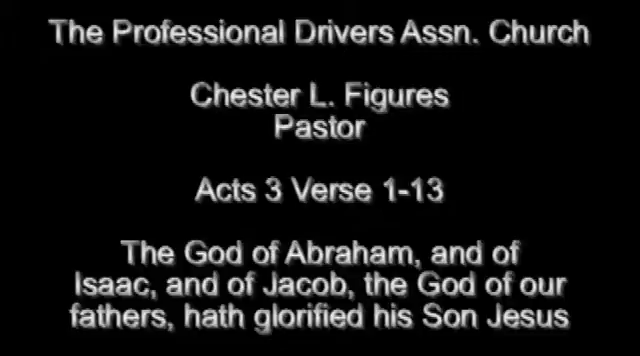 The Professional Drivers Assn. Church
Chester L. Figures
Pastor
Acts 3 Verse 1-13
The God of Abraham, and of
Isaac, and of Jacob, the God of our
fathers, hath glorified his Son Jesus